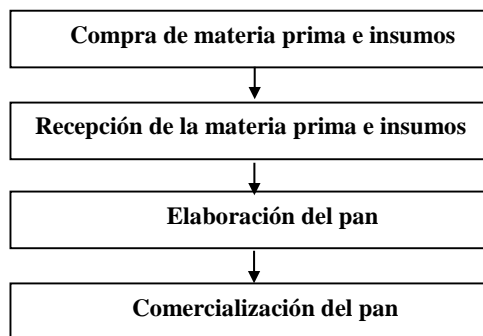 Compra de materia prima e insumos
Recepción de la materia prima e insumos
Elaboración del pan
Comercialización del pan